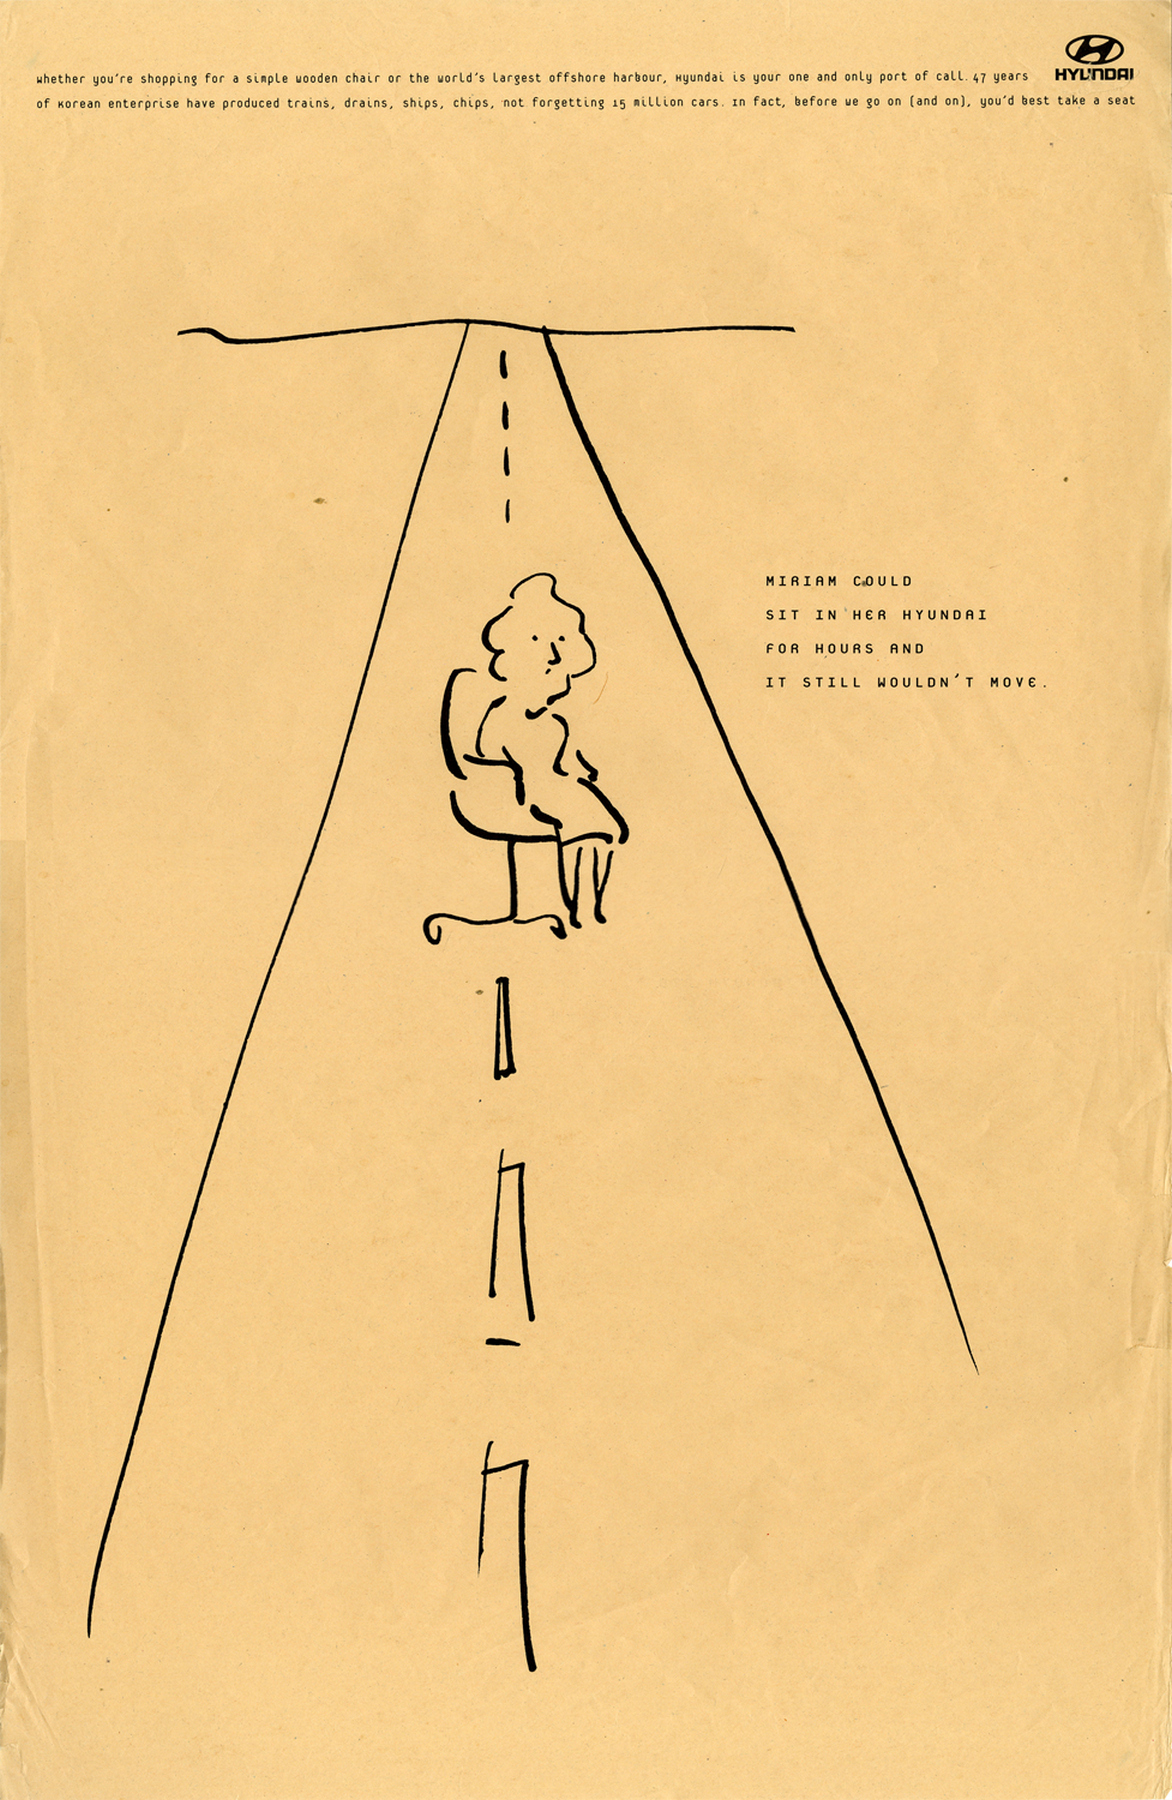 HYUNDAI
whether you're shopping for a simple wooden chair or the world's largest offshore harbour, Hyundai is your one and only port of call. 47 years
of Korean enterprise have produced trains, drains, ships, chips, not forgetting 15 million cars. In fact, before we go on (and on), you'd best take a seat
MIRIAM COULD
SIT IN HER HYUNDAI
FOR HOURS AND
IT STILL WOULDN'T MOVE.